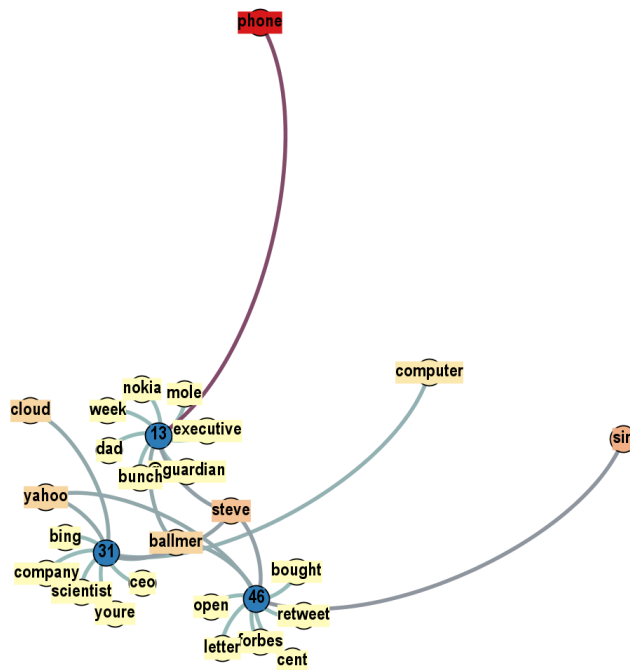 phone
computer
nokia
mole
cloud
week
executive
sir
13
dad
guardian
bunch
yahoo
steve
bing
ballmer
31
company
ceo
bought
scientist
46
open
retweet
youre
forbes
letter
cent